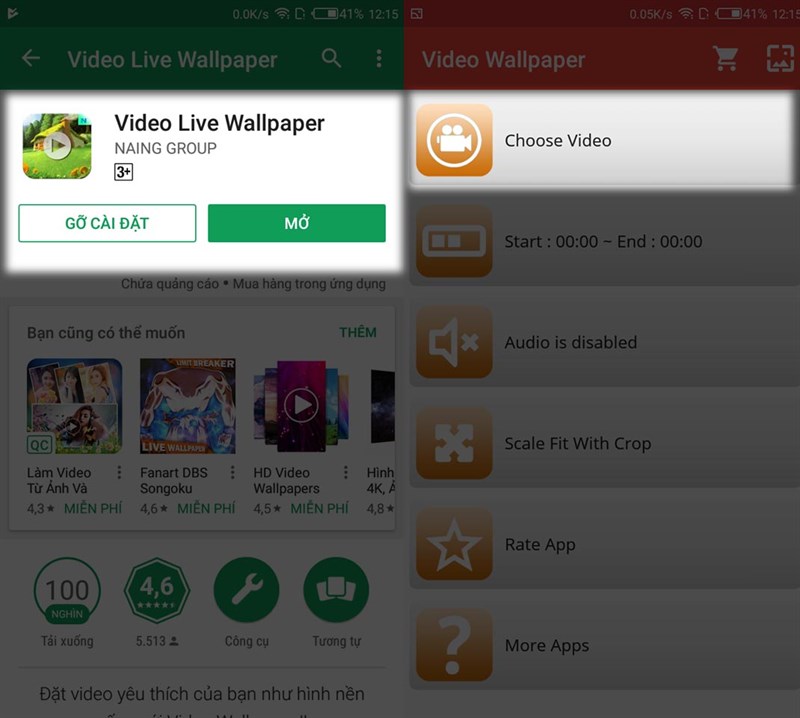 0.0K/s 41% 12:15
Video Live Wallpaper
Video Live Wallpaper
NAING GROUP
3+
GỠ CÀI ĐẶT
MỞ
Chứa quảng cáo • Mua hàng trong ứng dụng
Bạn cũng có thể muốn
THÊM
LIMIT BREAKER
LIVE WALLPAPER
QC
Làm Video
Từ Ảnh Và
4,3★ MIỄN PHÍ
Fanart DBS
Songoku
4,6★ MIỄN PHÍ
HD Video
Wallpapers
4,5★ MIỄN PHÍ
Hình
4K, Ả
4,8★
100
NGHÌN
Tải xuống
4,6
5.513
Công cụ
Tương tự
Đặt video yêu thích của bạn như hình nền
0.05K/s 41% 12:15
Video Wallpaper
Choose Video
Start : 00:00 ~ End : 00:00
Audio is disabled
Scale Fit With Crop
Rate App
More Apps